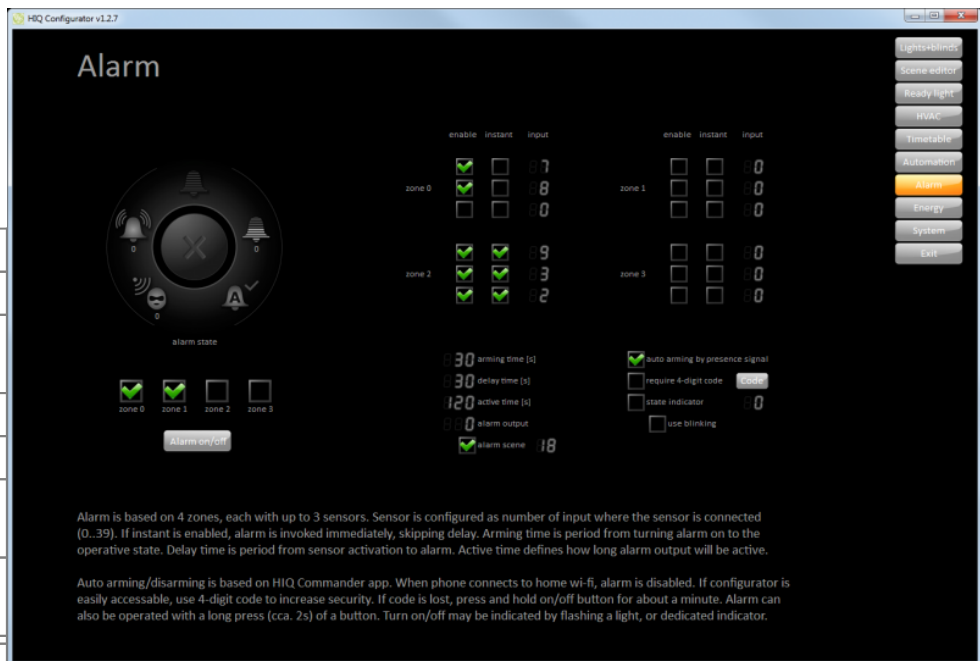 HIQ Configurator v1.2.7
Alarm
Lights+blinds
Scene editor
Ready light
HVAC
Timetable
Automation
Alarm
Energy
System
Exit
enable instant input
zone 0
7
8
0
enable instant input
zone 1
0
0
0
zone 2
9
3
2
zone 3
0
0
0
0
0
0
A
X
alarm state
zone 0 zone 1 zone 2 zone 3
Alarm on/off
30 arming time [s]
30 delay time [s]
120 active time [s]
0 alarm output
alarm scene 18
auto arming by presence signal
require 4-digit code Code
state indicator 0
use blinking
Alarm is based on 4 zones, each with up to 3 sensors. Sensor is configured as number of input where the sensor is connected
(0..39). If instant is enabled, alarm is invoked immediately, skipping delay. Arming time is period from turning alarm on to the
operative state. Delay time is period from sensor activation to alarm. Active time defines how long alarm output will be active.
Auto arming/disarming is based on HIQ Commander app. When phone connects to home wi-fi, alarm is disabled. If configurator is
easily accessable, use 4-digit code to increase security. If code is lost, press and hold on/off button for about a minute. Alarm can
also be operated with a long press (cca. 2s) of a button. Turn on/off may be indicated by flashing a light, or dedicated indicator.